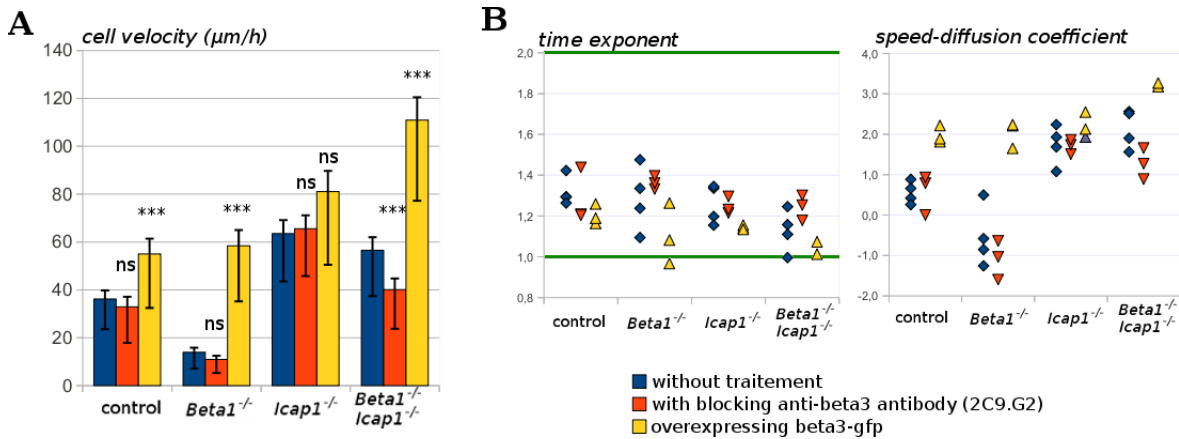 A
cell velocity (µm/h)
140
120
100
80
60
40
20
0
ns
***
ns
***
ns
ns
***
***
control
Beta1-/-
Icap1-/-
Beta1-/-
Icap1-/-
B
time exponent
2,0
1,8
1,6
1,4
1,2
1,0
0,8
control
Beta1-/-
Icap1-/-
Beta1-/-
Icap1-/-
speed-diffusion coefficient
4,0
3,0
2,0
1,0
0,0
-1,0
-2,0
control
Beta1-/-
Icap1-/-
Beta1-/-
Icap1-/-
without traitement
with blocking anti-beta3 antibody (2C9.G2)
overexpressing beta3-gfp